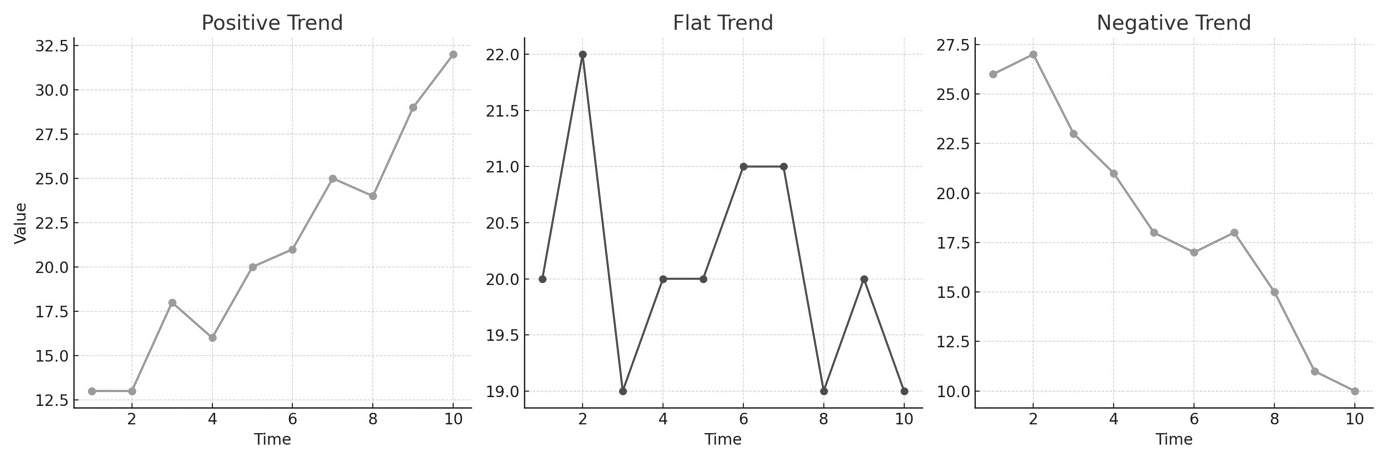 Positive Trend
32.5
30.0
27.5
25.0
22.5
20.0
17.5
15.0
12.5
Value
2 4 6 8 10
Time
Flat Trend
22.0
21.5
21.0
20.5
20.0
19.5
19.0
2 4 6 8 10
Time
Negative Trend
27.5
25.0
22.5
20.0
17.5
15.0
12.5
10.0
2 4 6 8 10
Time